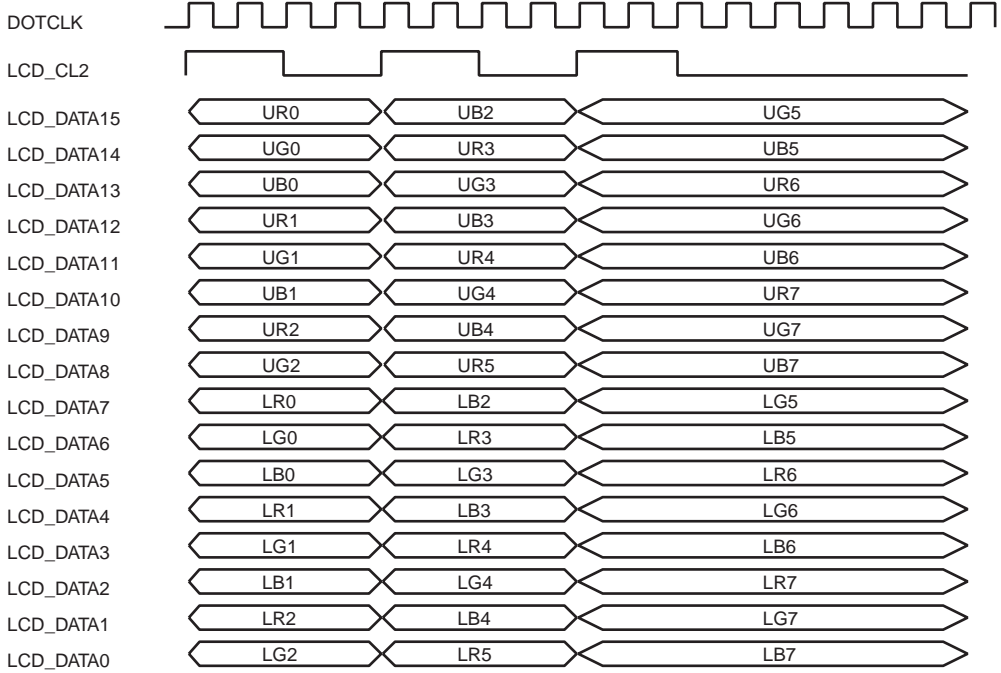 DOTCLK
LCD_CL2
LCD_DATA15 UR0 UB2 UG5
LCD_DATA14 UG0 UR3 UB5
LCD_DATA13 UB0 UG3 UR6
LCD_DATA12 UR1 UB3 UG6
LCD_DATA11 UG1 UR4 UB6
LCD_DATA10 UB1 UG4 UR7
LCD_DATA9 UR2 UB4 UG7
LCD_DATA8 UG2 UR5 UB7
LCD_DATA7 LR0 LB2 LG5
LCD_DATA6 LG0 LR3 LB5
LCD_DATA5 LB0 LG3 LR6
LCD_DATA4 LR1 LB3 LG6
LCD_DATA3 LG1 LR4 LB6
LCD_DATA2 LB1 LG4 LR7
LCD_DATA1 LR2 LB4 LG7
LCD_DATA0 LG2 LR5 LB7